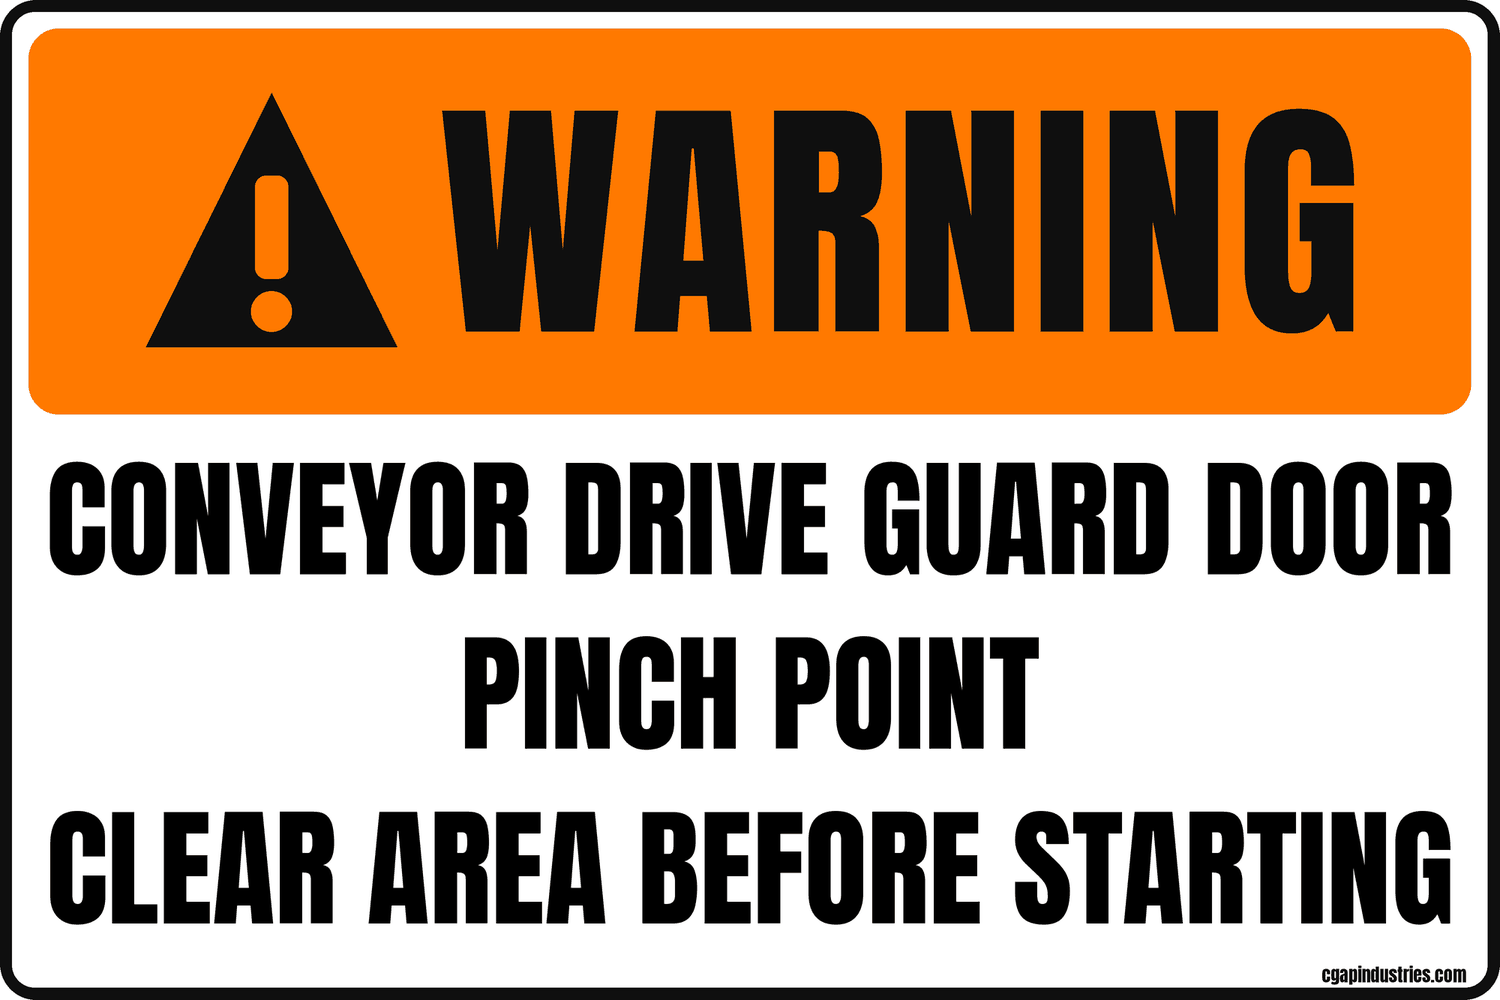 WARNING
CONVEYOR DRIVE GUARD DOOR
PINCH POINT
CLEAR AREA BEFORE STARTING
cgapindustries.com